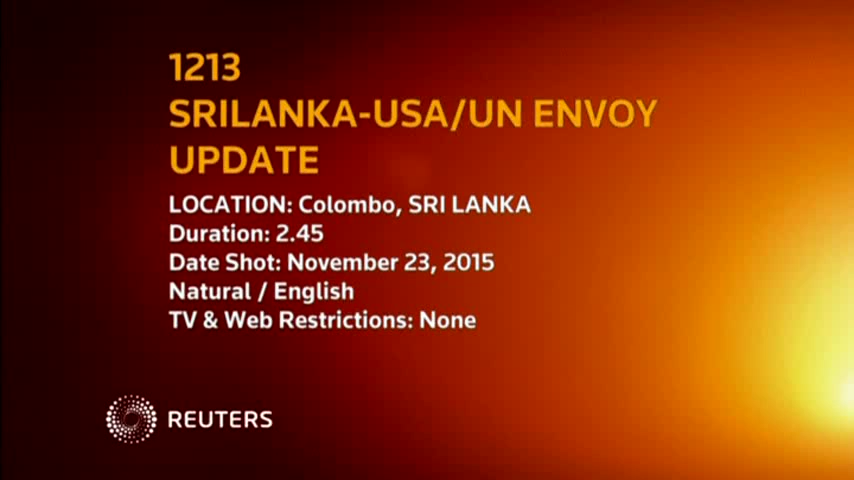 1213
SRILANKA-USA/UN ENVOY
UPDATE
LOCATION: Colombo, SRI LANKA
Duration: 2.45
Date Shot: November 23, 2015
Natural / English
TV & Web Restrictions: None
REUTERS